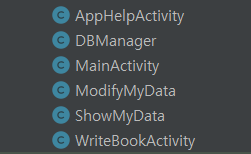 C AppHelpActivity
C DBManager
C MainActivity
C ModifyMyData
C ShowMyData
C WriteBookActivity